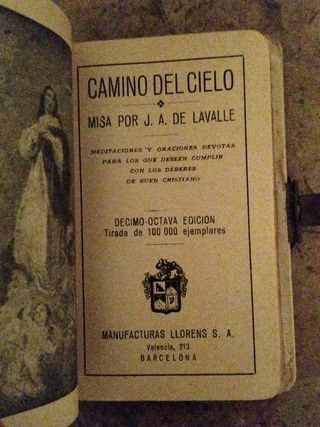 CAMINO DEL CIELO
MISA POR J. A. DE LAVALLE
MEDITACIONES Y ORACIONES DEVOTAS
PARA LOS QUE DESEEN CUMPLIR
CON LOS DEBERES
DE BUEN CRISTIANO
DECIMO-OCTAVA EDICION
Tirada de 100 000 ejemplares
MANUFACTURAS LLORENS S. A.
Valencia, 213
BARCELONA